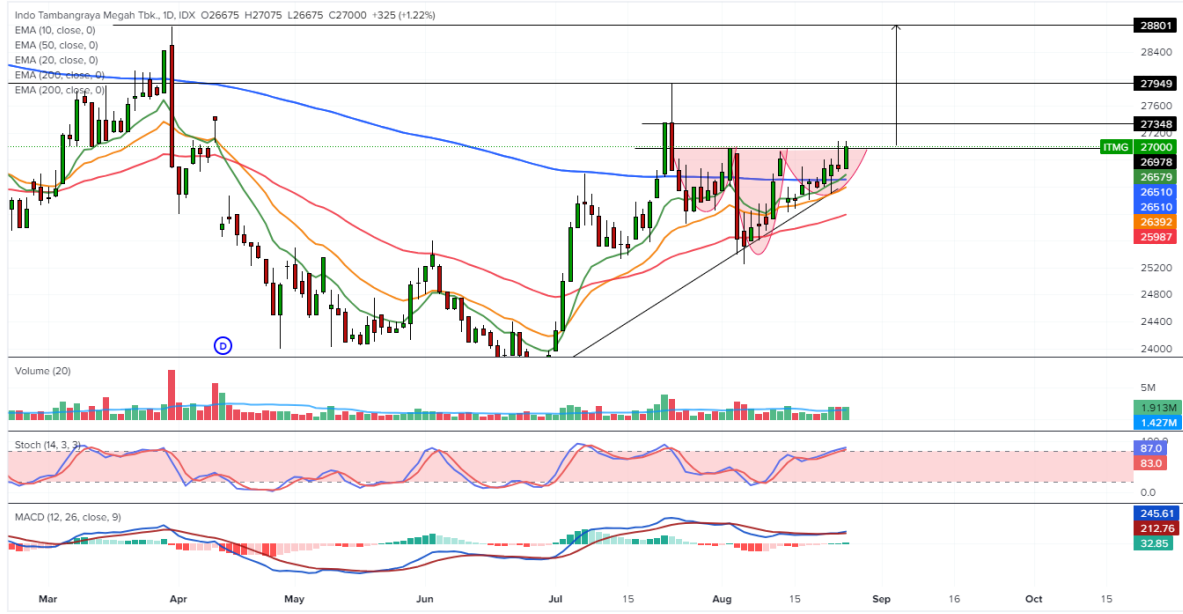 Indo Tambangraya Megah Tbk., 1D, IDX O26675 H27075 L26675 C27000 +325 (+1.22%)
EMA (10, close, 0)
EMA (50, close, 0)
EMA (20, close, 0)
EMA (200, close, 0)
EMA (200, close, 0)
28801
28400
27949
27600
27348
27200
ITMG 27000
26978
26579
26510
26510
26392
25987
25200
24800
24400
24000
D
Volume (20)
5M
1.913M
1.427M
Stoch (14, 3, 3)
100.0
87.0
83.0
0.0
MACD (12, 26, close, 9)
245.61
212.76
32.85
Mar Apr May Jun Jul 15 Aug 15 Sep 16 Oct 15